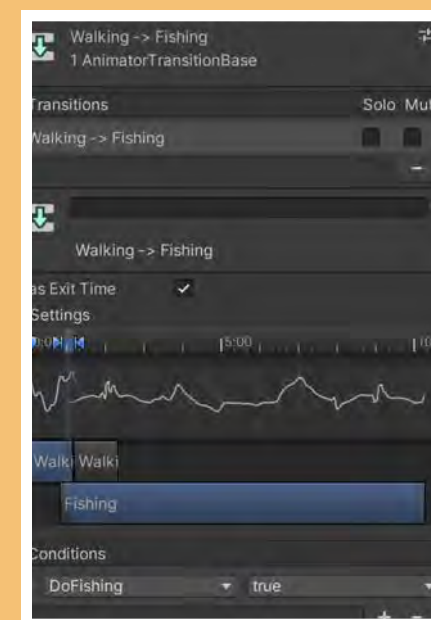 Walking -> Fishing
1 AnimatorTransitionBase
Transitions Solo Mut
Walking -> Fishing
Walking -> Fishing
as Exit Time
Settings
5:00
Walki Walki
Fishing
Conditions
DoFishing true